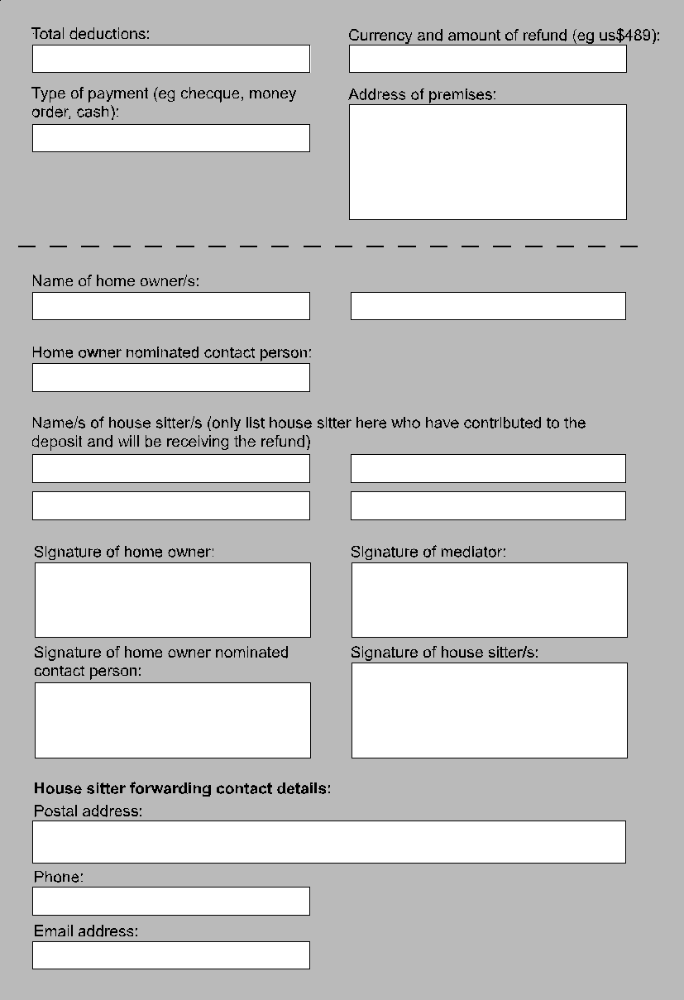 Total deductions:
Currency and amount of refund (eg us$489):
Type of payment (eg checque, money
order, cash):
Address of premises:
Name of home owner/s:
Home owner nominated contact person:
Name/s of house sitter/s (only list house sitter here who have contributed to the
deposit and will be receiving the refund)
Signature of home owner:
Signature of mediator:
Signature of home owner nominated
contact person:
Signature of house sitter/s:
House sitter forwarding contact details:
Postal address:
Phone:
Email address: